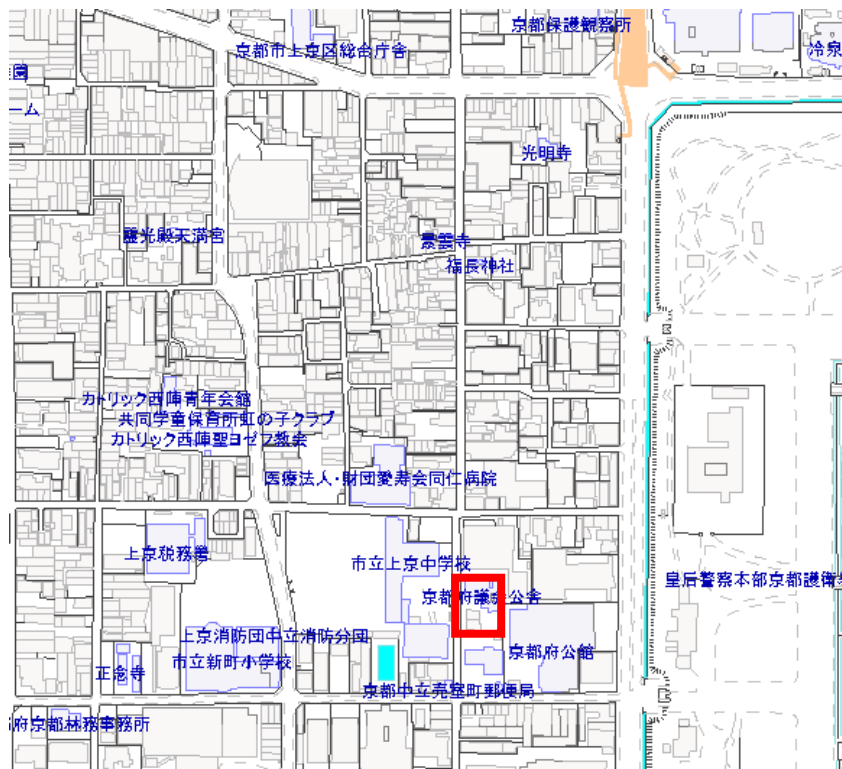 京都保護観察所
京都市上京区総合庁舎
冷泉
園
ーム
光明寺
靈光殿天満宮
景雲寺
福長神社
カトリック西陣青年会館
共同学童保育所虹の子クラブ
カトリック西陣聖ヨゼフ教会
医療法人・財団愛寿会同仁病院
上京税務署
市立上京中学校
皇居警察本部京都護衛
京都府議会公舎
上京消防団中立消防分団
市立新町小学校
京都府公館
正念寺
京都中立売室町郵便局
府京都林務事務所